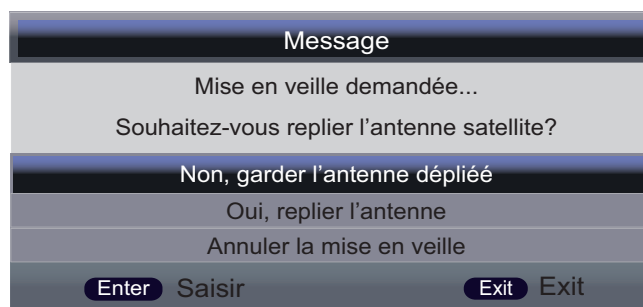 Message
Mise en veille demandée...
Souhaitez-vous replier l'antenne satellite?
Non, garder l'antenne dépliéé
Oui, replier l'antenne
Annuler la mise en veille
Enter Saisir Exit Exit